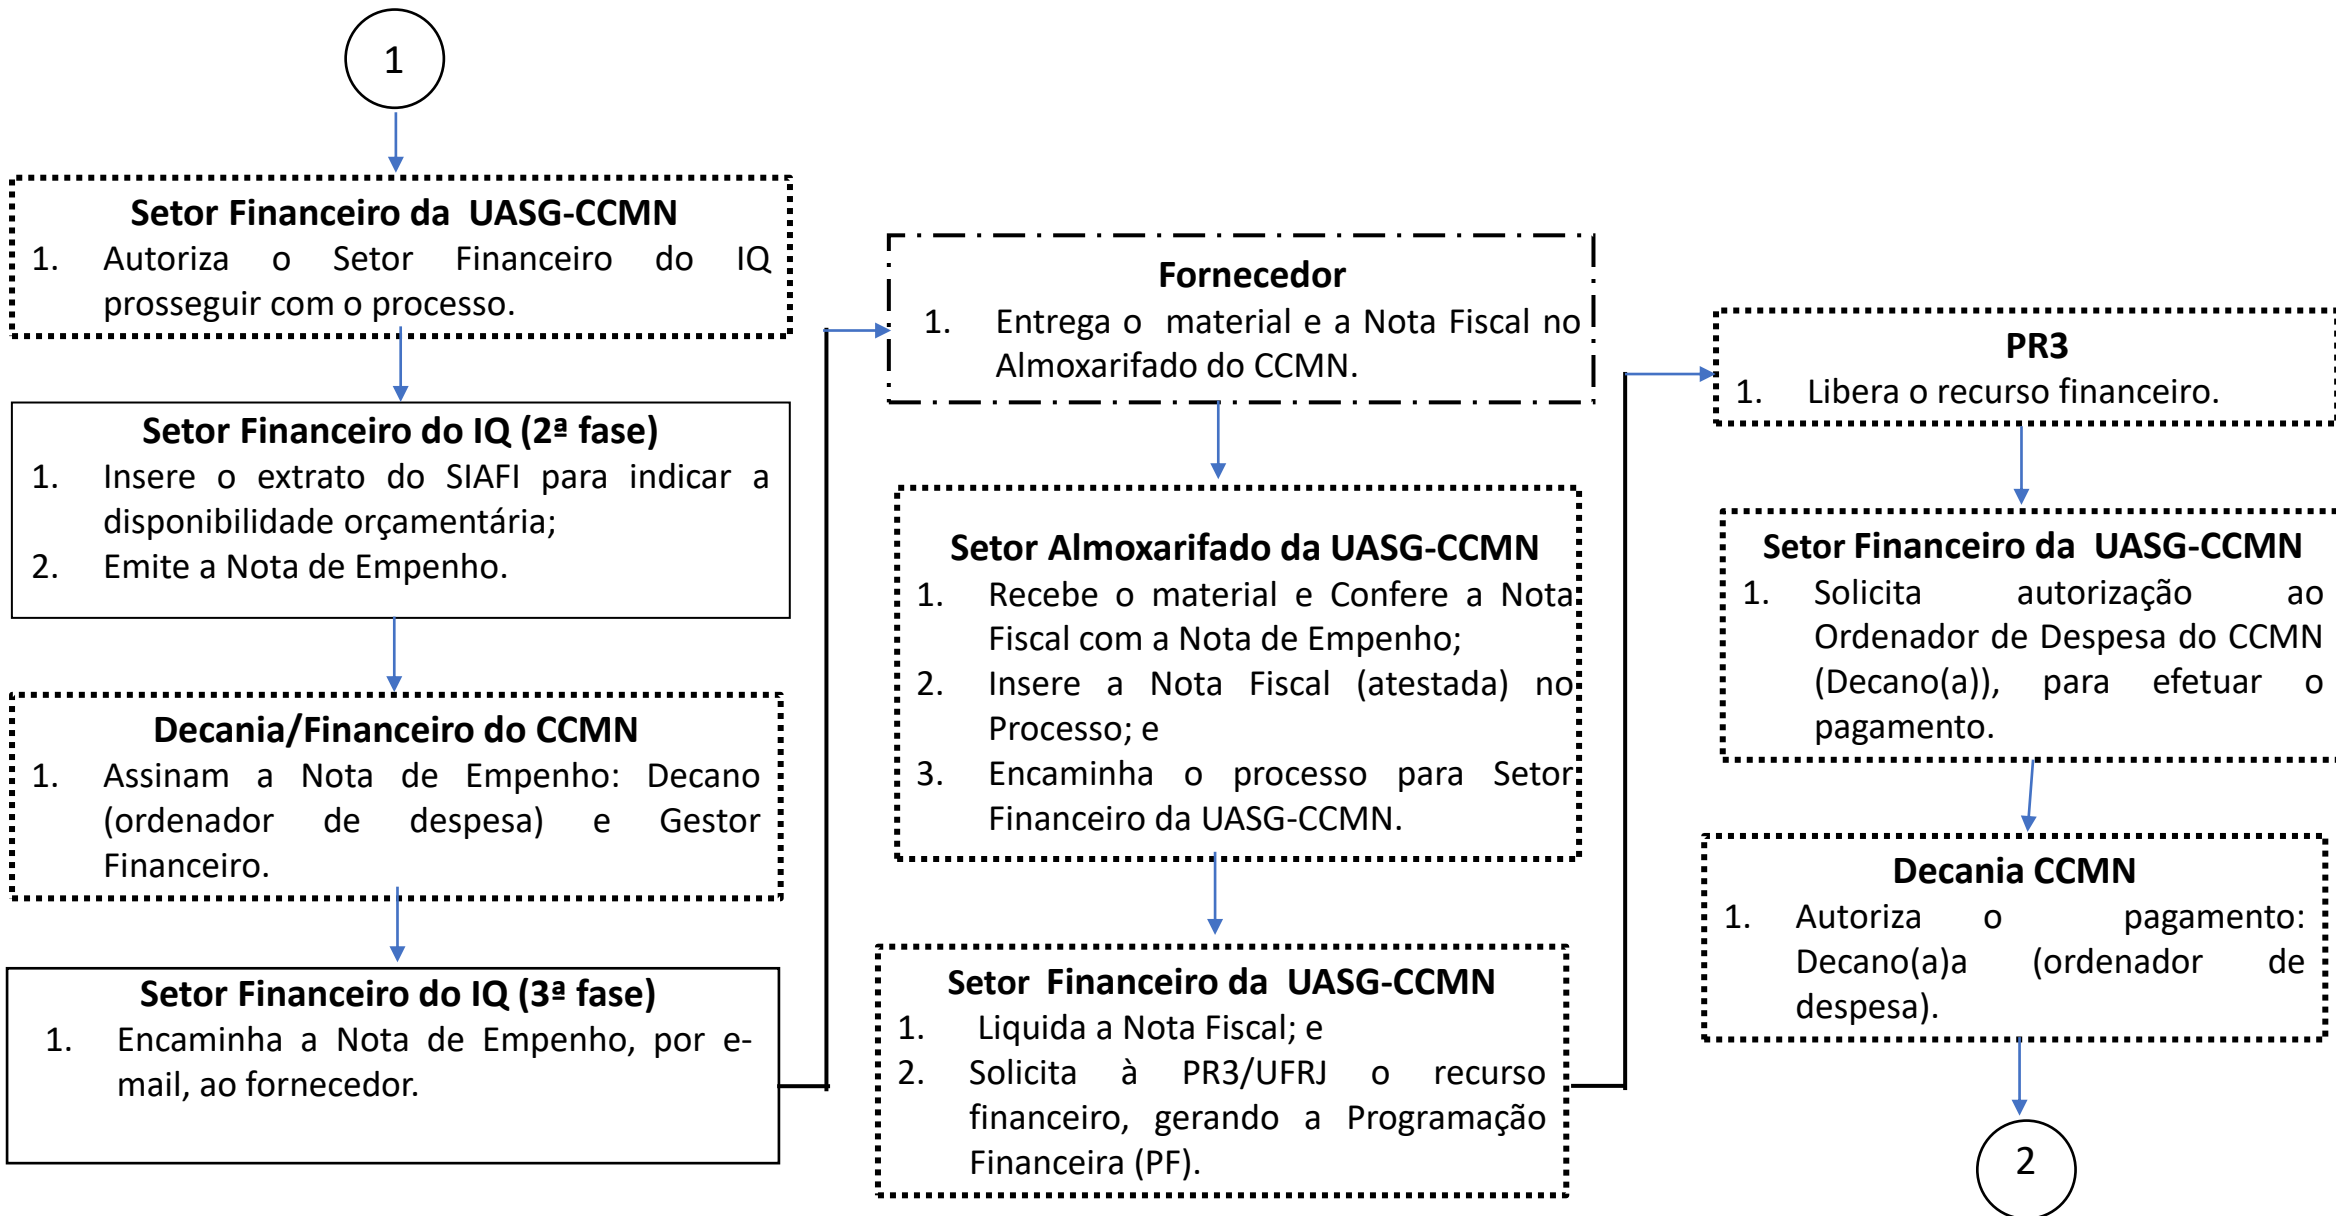 1
Setor Financeiro da UASG-CCMN
1. Autoriza o Setor Financeiro do IQ
prosseguir com o processo.
Setor Financeiro do IQ (2ª fase)
1. Insere o extrato do SIAFI para indicar a
disponibilidade orçamentária;
2. Emite a Nota de Empenho.
Decania/Financeiro do CCMN
1. Assinam a Nota de Empenho: Decano
(ordenador de despesa) e Gestor
Financeiro.
Setor Financeiro do IQ (3ª fase)
1. Encaminha a Nota de Empenho, por e-
mail, ao fornecedor.
Fornecedor
1. Entrega o material e a Nota Fiscal no
Almoxarifado do CCMN.
Setor Almoxarifado da UASG-CCMN
1. Recebe o material e Confere a Nota
Fiscal com a Nota de Empenho;
2. Insere a Nota Fiscal (atestada) no
Processo; e
3. Encaminha o processo para Setor
Financeiro da UASG-CCMN.
Setor Financeiro da UASG-CCMN
1. Liquida a Nota Fiscal; e
2. Solicita à PR3/UFRJ o recurso
financeiro, gerando a Programação
Financeira (PF).
PR3
1. Libera o recurso financeiro.
Setor Financeiro da UASG-CCMN
1. Solicita autorização ao
Ordenador de Despesa do CCMN
(Decano(a)), para efetuar o
pagamento.
Decania CCMN
1. Autoriza o pagamento:
Decano(a)a (ordenador de
despesa).
2